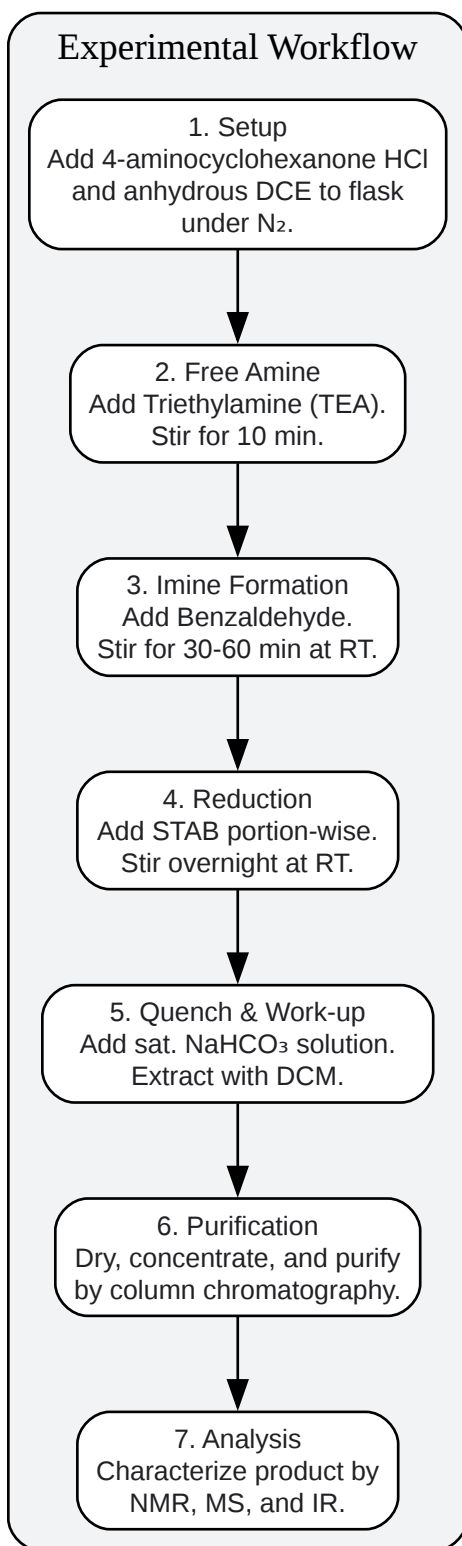 Experimental Workflow
1. Setup
Add 4-aminocyclohexanone HCl
and anhydrous DCE to flask
under N₂.
2. Free Amine
Add Triethylamine (TEA).
Stir for 10 min.
3. Imine Formation
Add Benzaldehyde.
Stir for 30-60 min at RT.
4. Reduction
Add STAB portion-wise.
Stir overnight at RT.
5. Quench & Work-up
Add sat. NaHCO₃ solution.
Extract with DCM.
6. Purification
Dry, concentrate, and purify
by column chromatography.
7. Analysis
Characterize product by
NMR, MS, and IR.